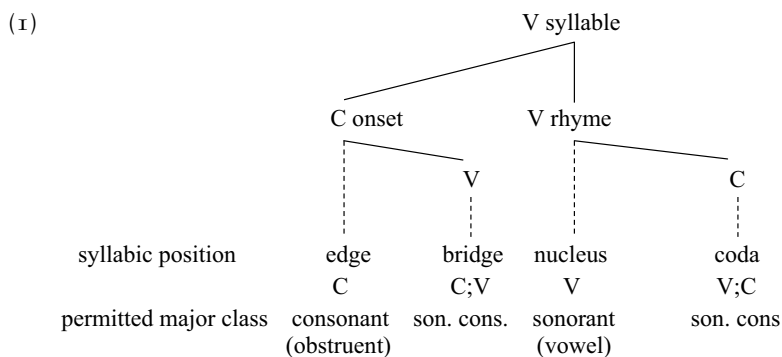 (1) V syllable
C onset V rhyme
V C
syllabic position edge bridge nucleus coda
C C;V V V;C
permitted major class consonant son. cons. sonorant son. cons
(obstruent) (vowel)